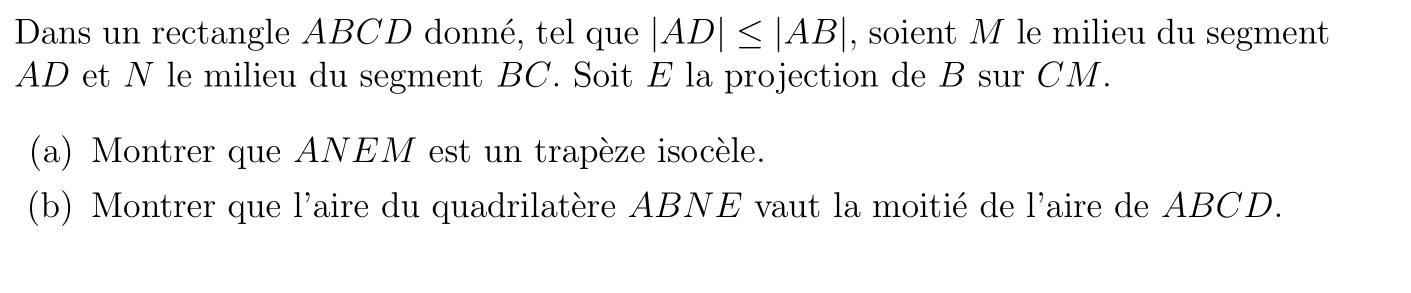 Dans un rectangle ABCD donné, tel que |AD| ≤ |AB|, soient M le milieu du segment
AD et N le milieu du segment BC. Soit E la projection de B sur CM.
(a) Montrer que ANEM est un trapèze isocèle.
(b) Montrer que l'aire du quadrilatère ABNE vaut la moitié de l'aire de ABCD.